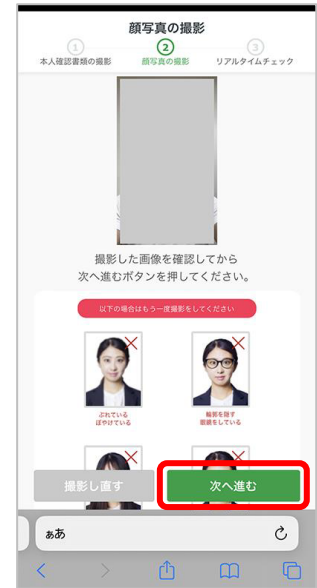 顔写真の撮影
1
2
3
本人確認書類の撮影
顔写真の撮影
リアルタイムチェック
撮影した画像を確認してから
次へ進むボタンを押してください。
以下の場合はもう一度撮影をしてください
ぶれている
ぼやけている
輪郭を隠す
眼鏡をしている
撮影し直す
次へ進む
ぁあ